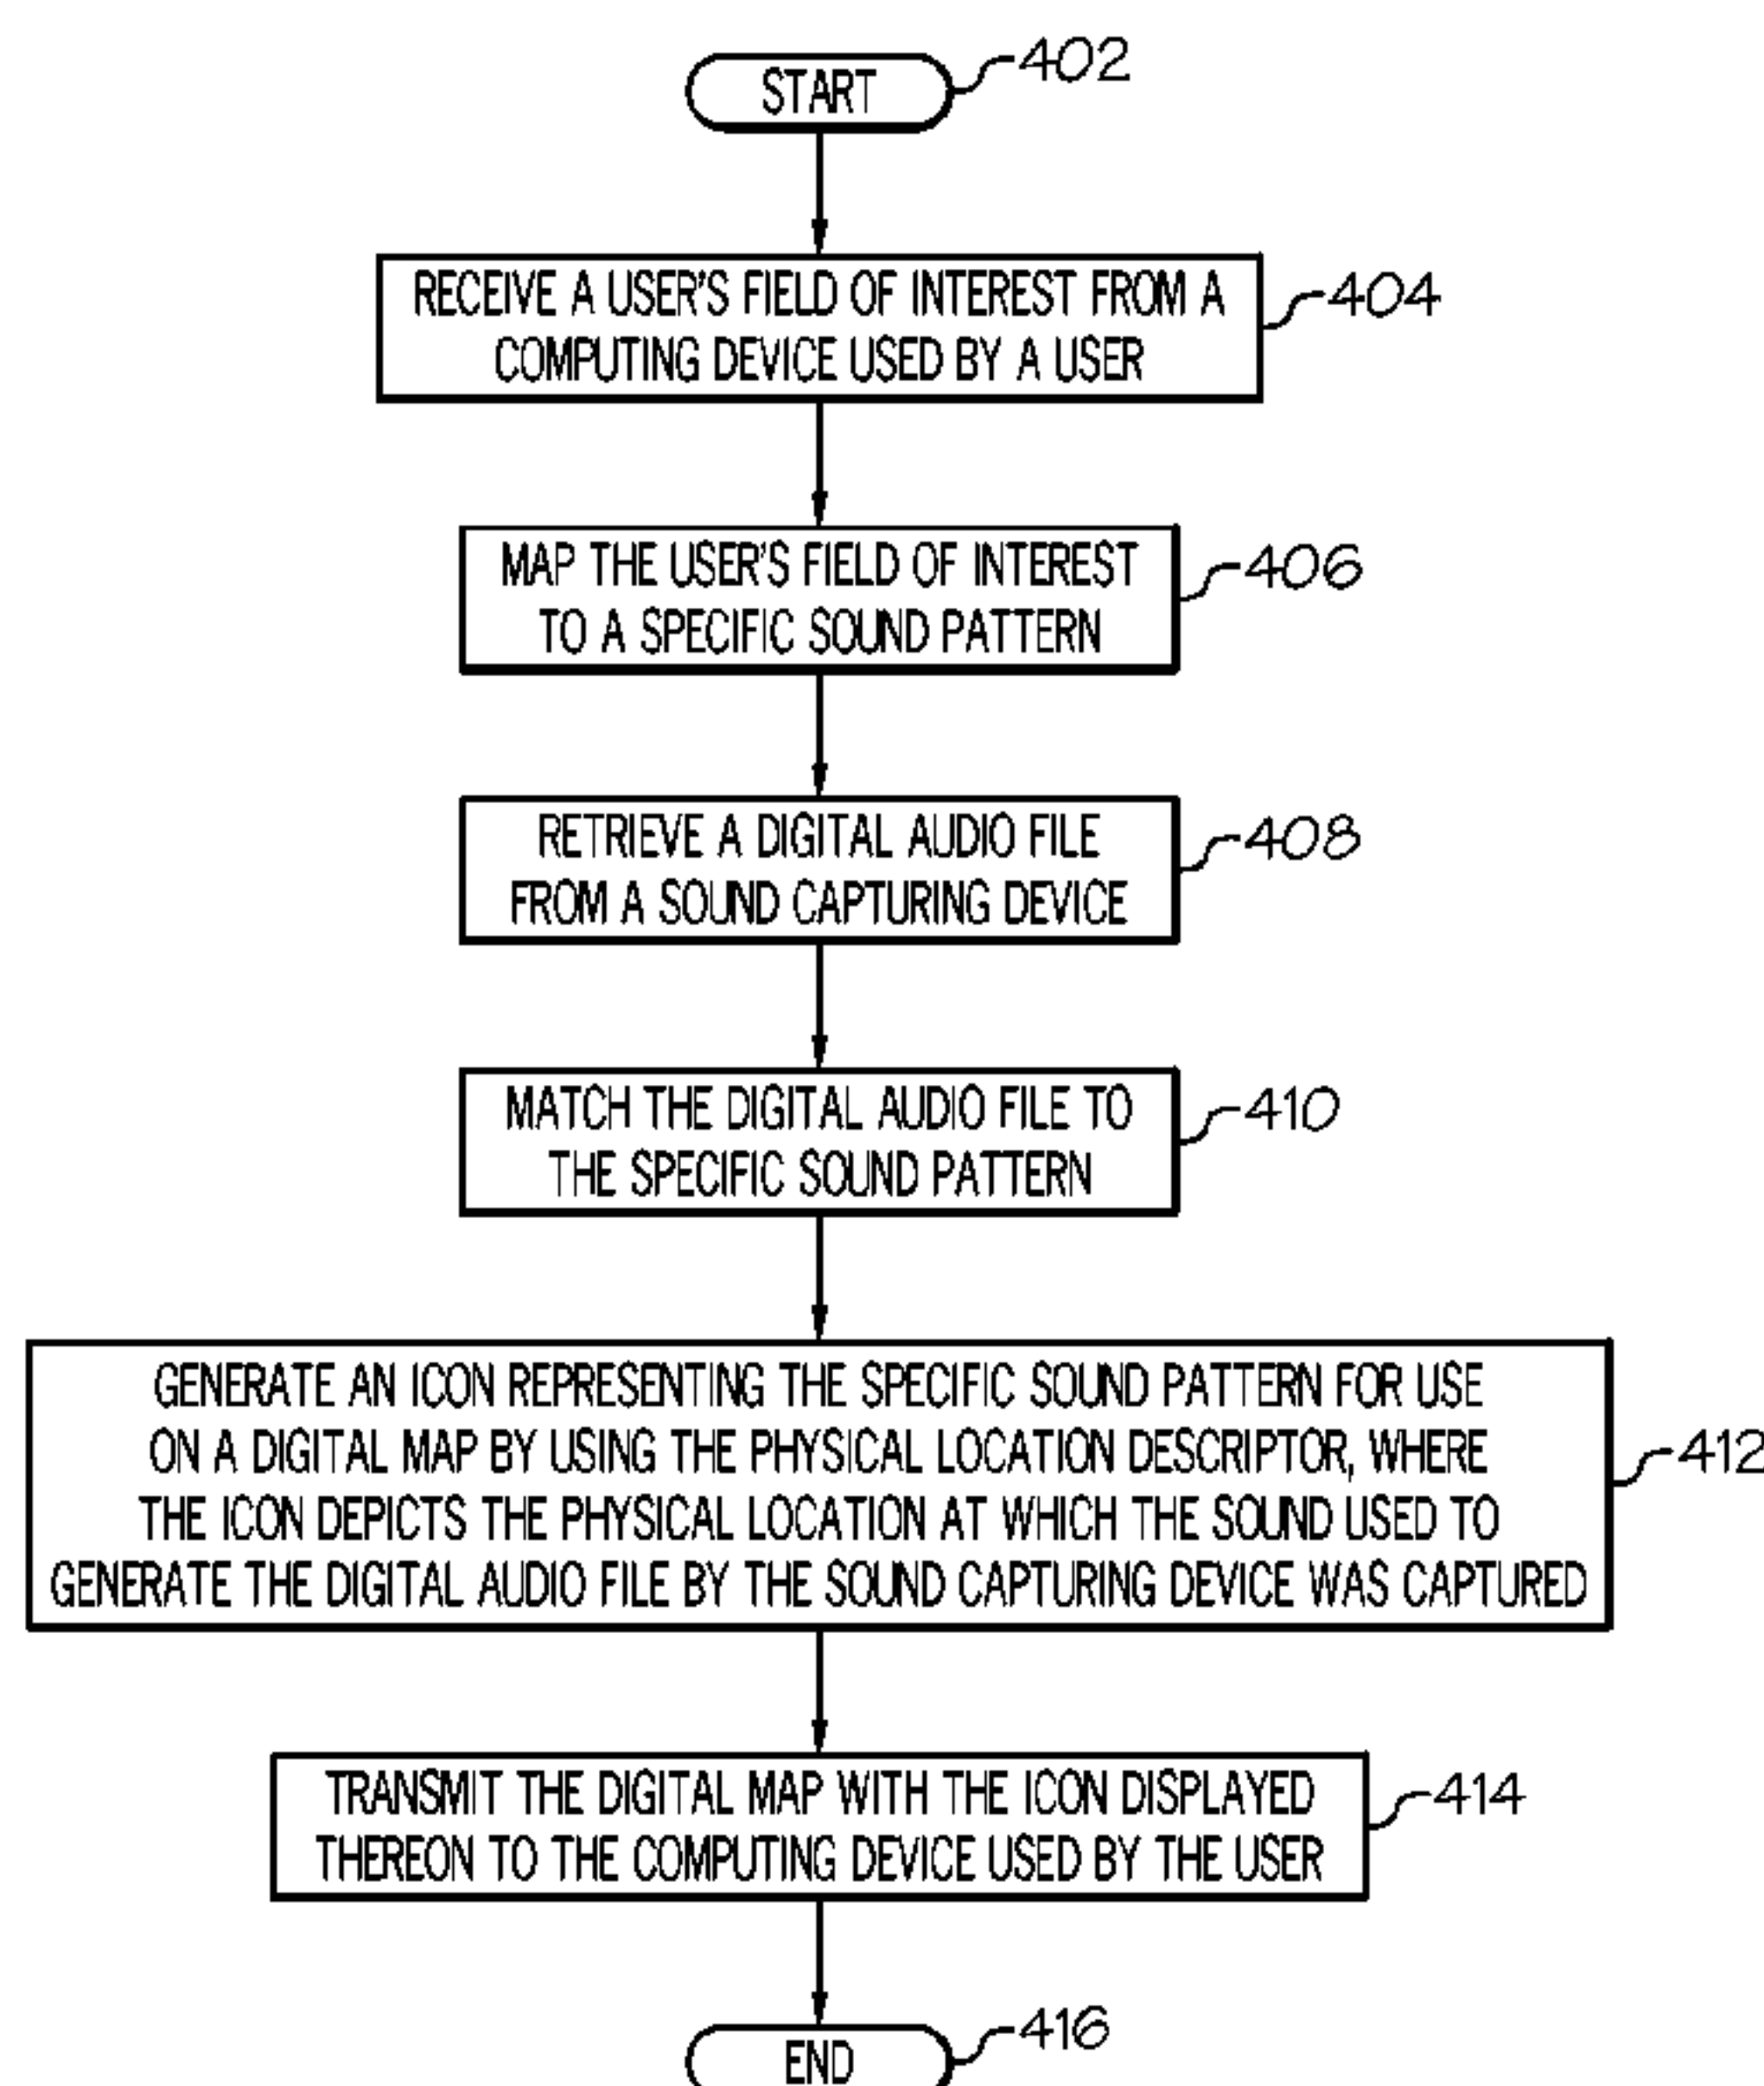 START
402
RECEIVE A USER'S FIELD OF INTEREST FROM A
COMPUTING DEVICE USED BY A USER
404
MAP THE USER'S FIELD OF INTEREST
TO A SPECIFIC SOUND PATTERN
406
RETRIEVE A DIGITAL AUDIO FILE
FROM A SOUND CAPTURING DEVICE
408
MATCH THE DIGITAL AUDIO FILE TO
THE SPECIFIC SOUND PATTERN
410
GENERATE AN ICON REPRESENTING THE SPECIFIC SOUND PATTERN FOR USE
ON A DIGITAL MAP BY USING THE PHYSICAL LOCATION DESCRIPTOR, WHERE
THE ICON DEPICTS THE PHYSICAL LOCATION AT WHICH THE SOUND USED TO
GENERATE THE DIGITAL AUDIO FILE BY THE SOUND CAPTURING DEVICE WAS CAPTURED
412
TRANSMIT THE DIGITAL MAP WITH THE ICON DISPLAYED
THEREON TO THE COMPUTING DEVICE USED BY THE USER
414
END
416